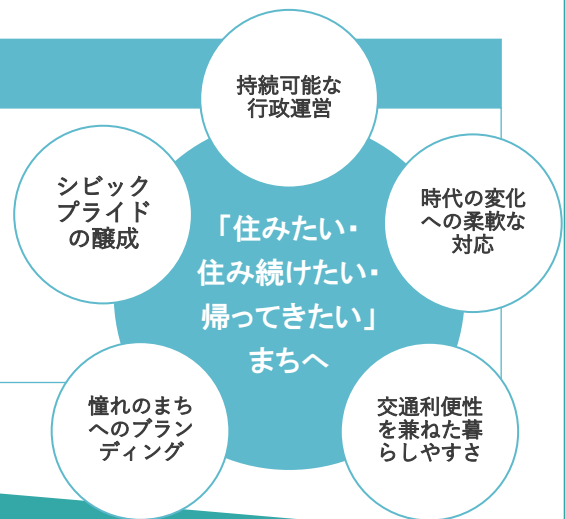 持続可能な
行政運営
シビック
プライド
の醸成
時代の変化
への柔軟な
対応
「住みたい・
住み続けたい・
帰ってきたい」
まちへ
憧れのまち
へのブラン
ディング
交通利便性
を兼ねた暮
らしやすさ